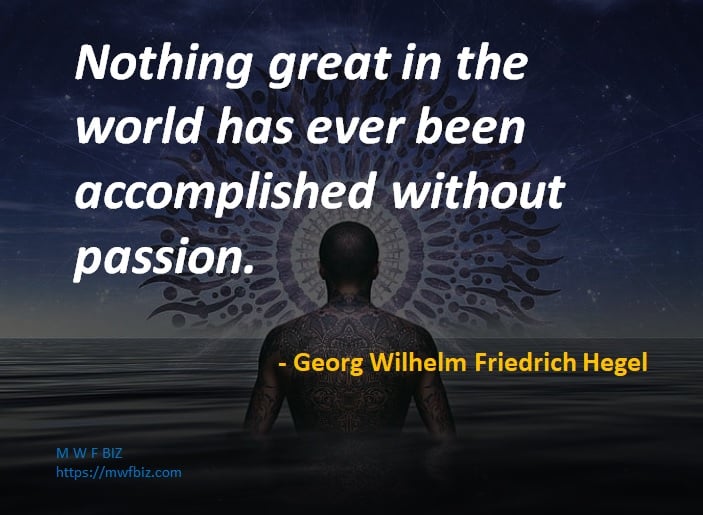 Nothing great in the
world has ever been
accomplished without
passion.
- Georg Wilhelm Friedrich Hegel
M W F BIZ
https://mwfbiz.com